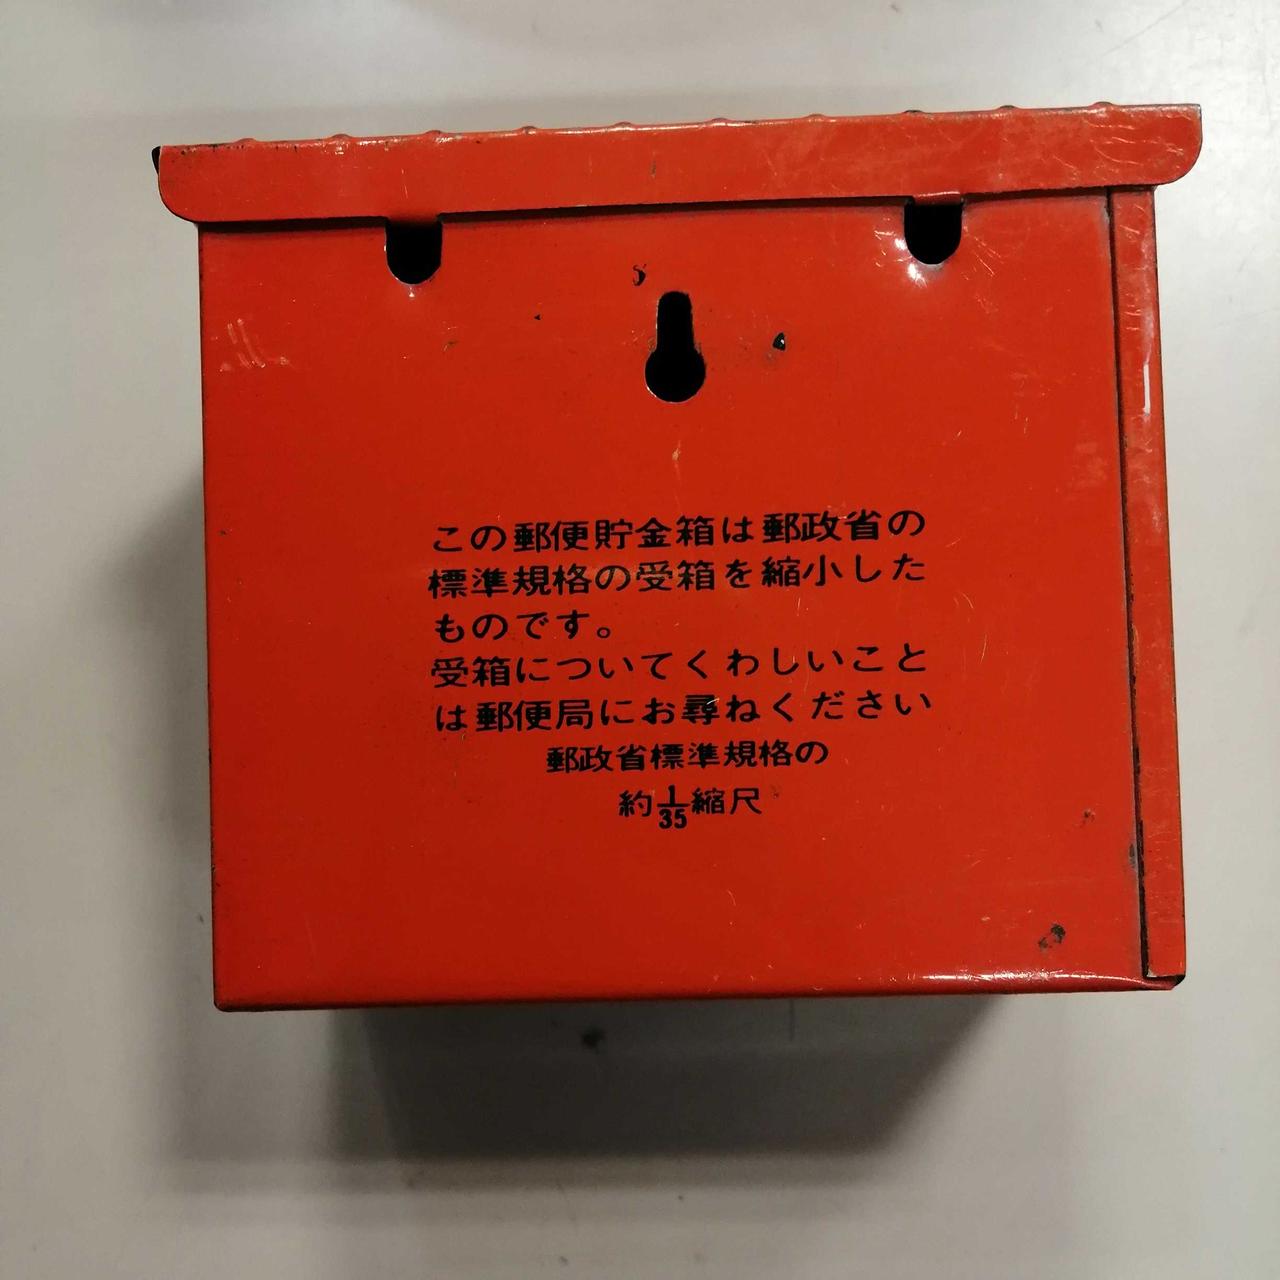 この郵便貯金箱は郵政省の
標準規格の受箱を縮小した
ものです。
受箱についてくわしいこと
は郵便局にお尋ねください
郵政省標準規格の
約1/35縮尺